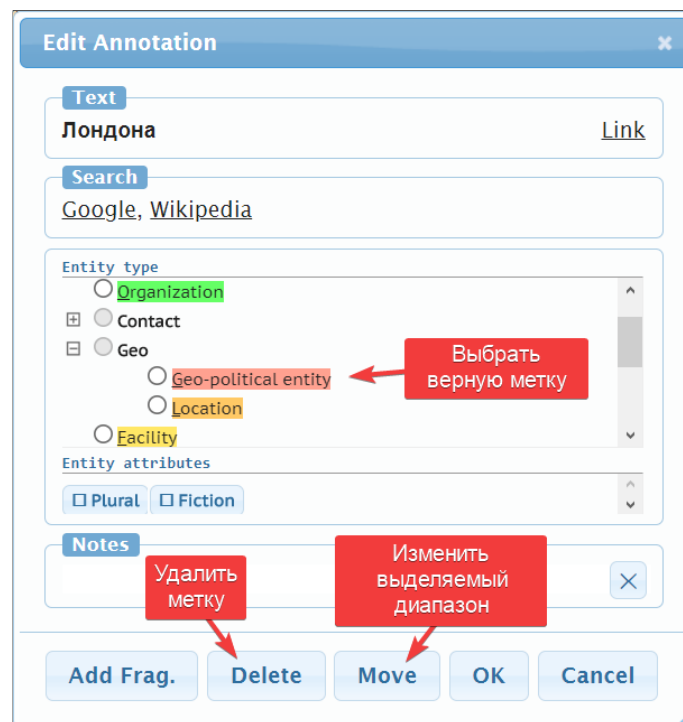 Edit Annotation
Text
Лондона Link
Search
Google, Wikipedia
Entity type
Organization
Contact
Geo
Выбрать
верную метку
Geo-political entity
Location
Facility
Entity attributes
Plural Fiction
Notes
Удалить
метку
Изменить
выделяемый
диапазон
Add Frag. Delete Move OK Cancel